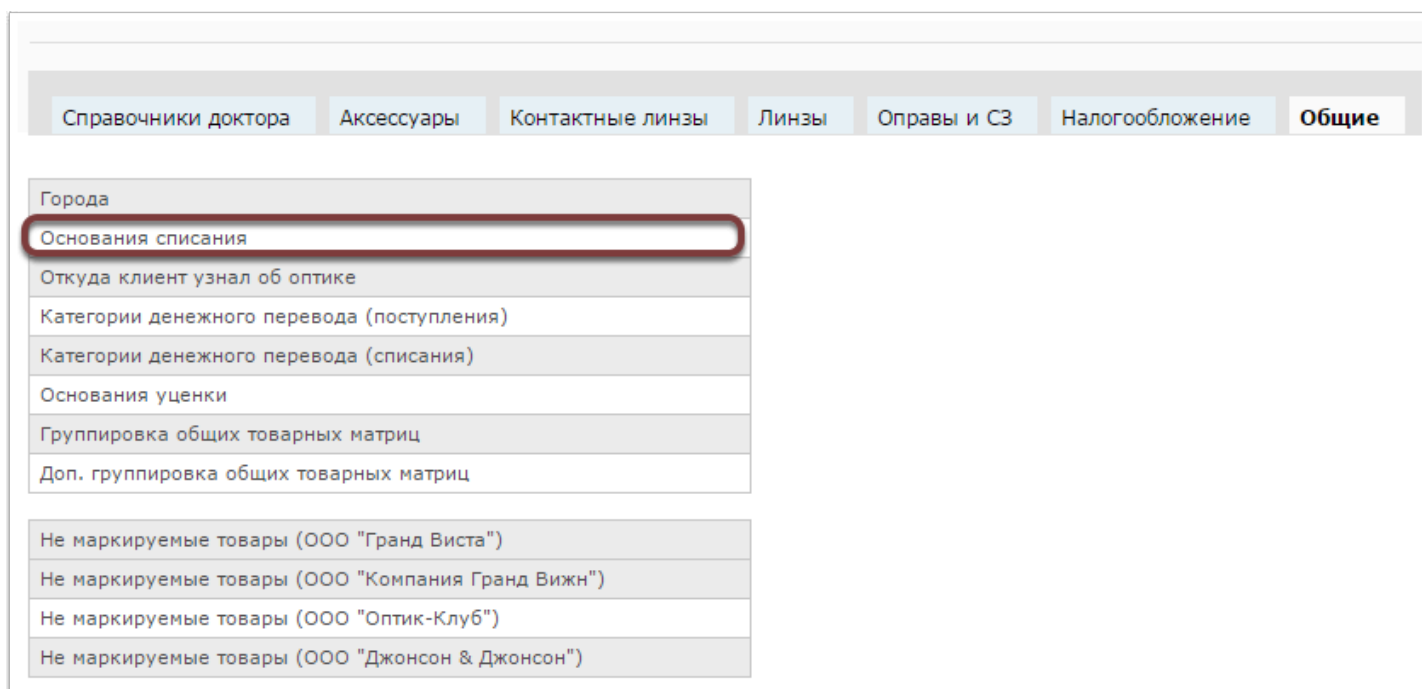 Справочники доктора Аксессуары Контактные линзы Линзы Оправы и СЗ Налогообложение Общие
Города
Основания списания
Откуда клиент узнал об оптике
Категории денежного перевода (поступления)
Категории денежного перевода (списания)
Основания уценки
Группировка общих товарных матриц
Доп. группировка общих товарных матриц
Не маркируемые товары (ООО "Гранд Виста")
Не маркируемые товары (ООО "Компания Гранд Вижн")
Не маркируемые товары (ООО "Оптик-Клуб")
Не маркируемые товары (ООО "Джонсон & Джонсон")